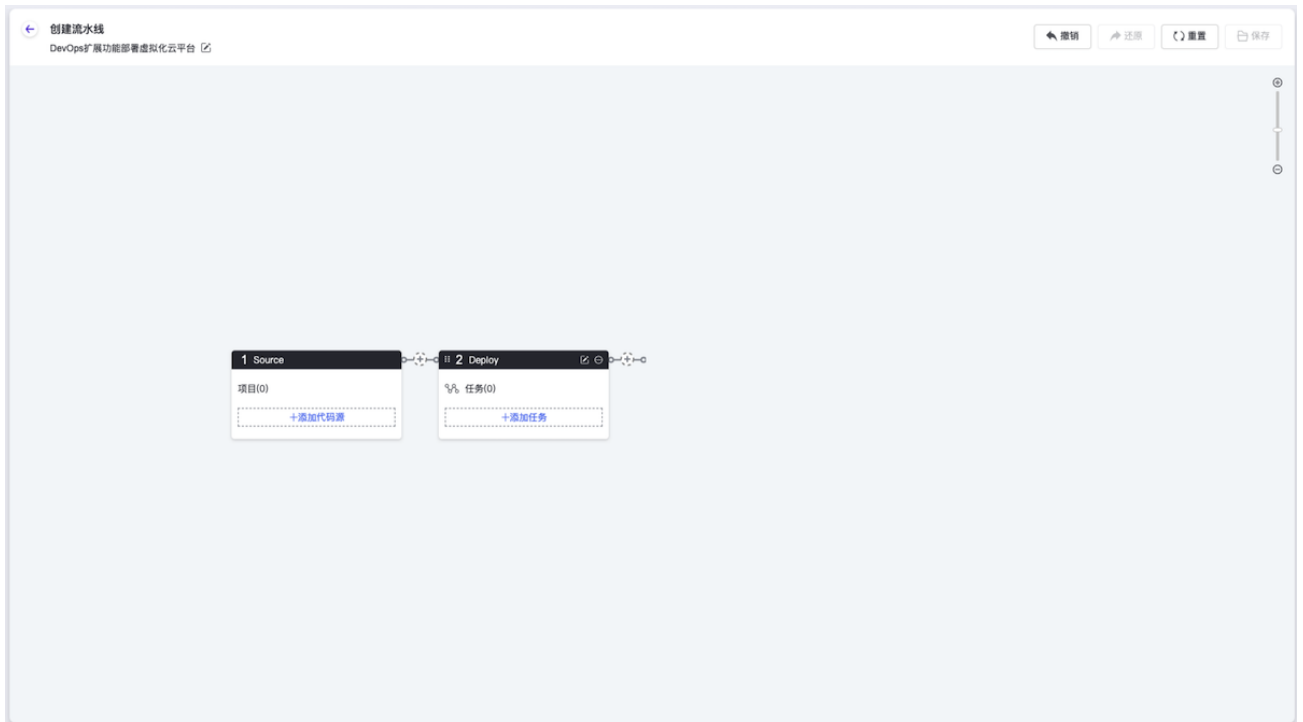 创建流水线
DevOps扩展功能部署虚拟化云平台
撤销 还原 重置 保存
1 Source
2 Deploy
项目(0)
任务(0)
+添加代码源
+添加任务